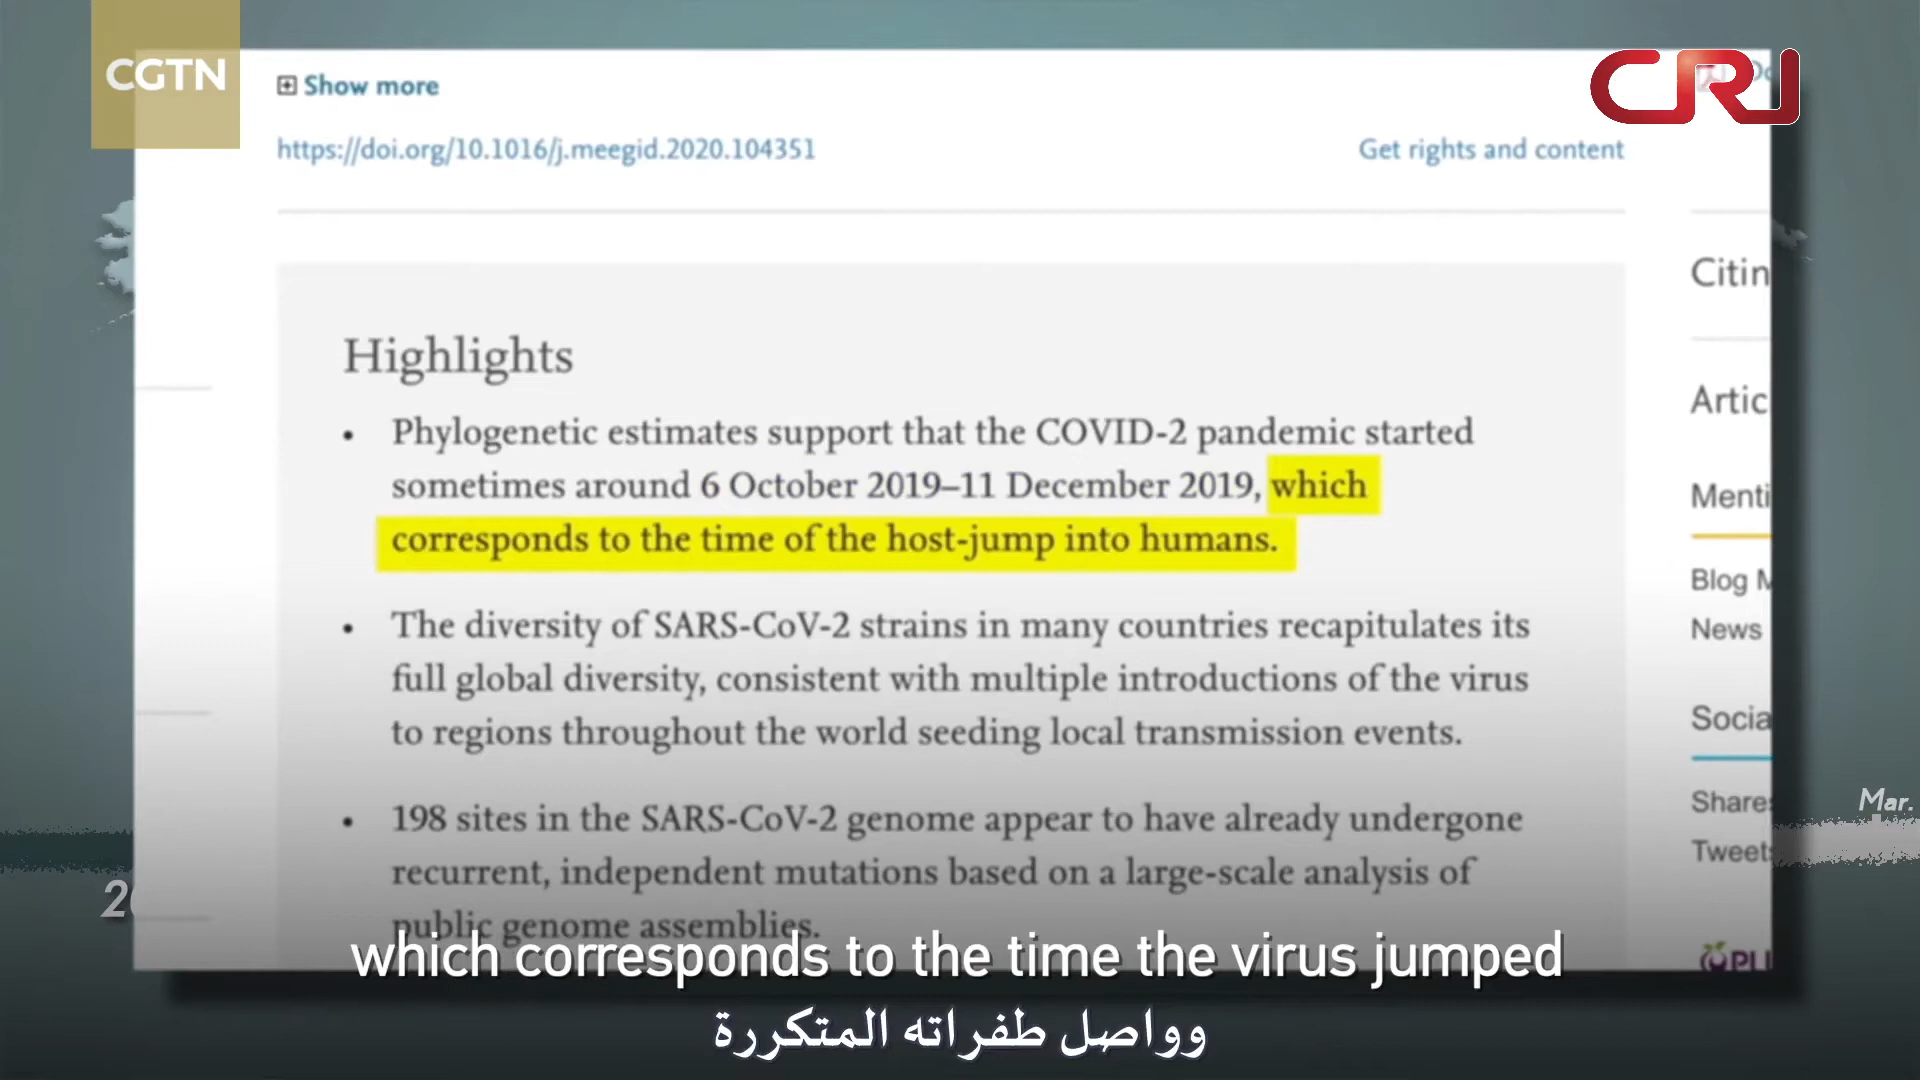 CGTN
CRI
Show more
https://doi.org/10.1016/j.meegid.2020.104351
Get rights and content
Citin
Highlights
Artic
• Phylogenetic estimates support that the COVID-2 pandemic started
sometimes around 6 October 2019–11 December 2019, which
corresponds to the time of the host-jump into humans.
Menti
Blog M
News
• The diversity of SARS-CoV-2 strains in many countries recapitulates its
full global diversity, consistent with multiple introductions of the virus
to regions throughout the world seeding local transmission events.
Socia
Shares
Tweets
Mar.
• 198 sites in the SARS-CoV-2 genome appear to have already undergone
recurrent, independent mutations based on a large-scale analysis of
public genome assemblies.
20
PLU
which corresponds to the time the virus jumped
وواصل طفراته المتكررة